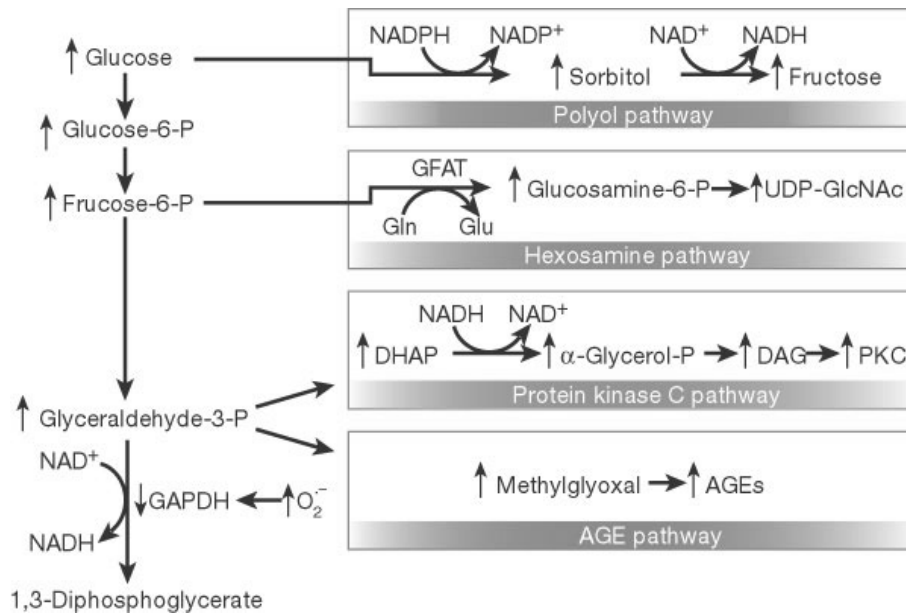 NADPH NADP+ NAD+ NADH
↑ Glucose
↑ Sorbitol ↑ Fructose
Polyol pathway
↑ Glucose-6-P
GFAT
↑ Glucosamine-6-P ↑ UDP-GlcNAc
↑ Frucose-6-P
Gln Glu
Hexosamine pathway
NADH NAD+
↑ DHAP ↑ α-Glycerol-P ↑ DAG ↑ PKC
Protein kinase C pathway
↑ Glyceraldehyde-3-P
NAD+
↓ GAPDH ↑ O2·−
NADH
↑ Methylglyoxal ↑ AGEs
AGE pathway
1,3-Diphosphoglycerate